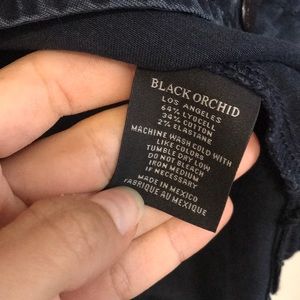 BLACK ORCHID
LOS ANGELES
64% LYOCELL
34% COTTON
2% ELASTANE
MACHINE WASH COLD WITH
LIKE COLORS
TUMBLE DRY LOW
DO NOT BLEACH
IRON MEDIUM
IF NECESSARY
MADE IN MEXICO
FABRIQUE AU MEXIQUE